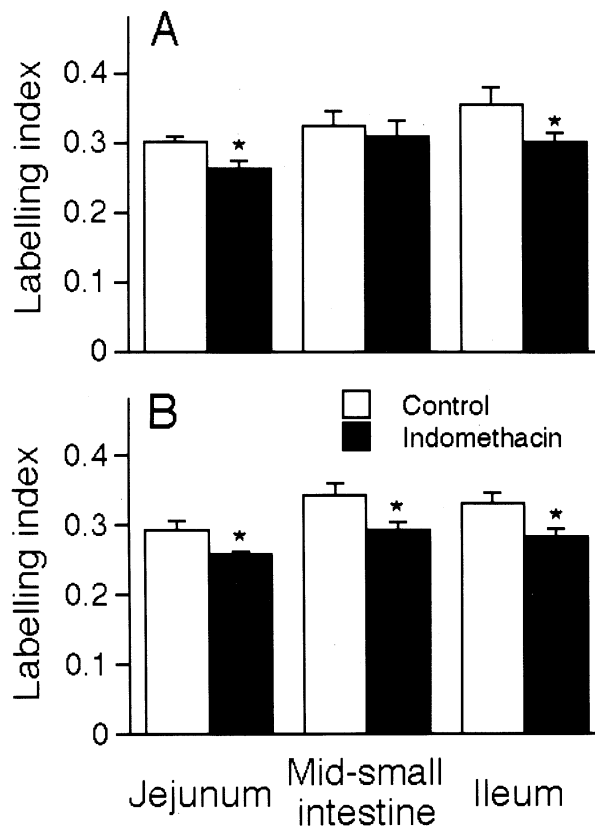 A
Labelling index
0.4
0.3
0.2
0.1
0
*
*
B
Control
Indomethacin
Labelling index
0.4
0.3
0.2
0.1
0
*
*
*
Jejunum
Mid-small
intestine
Ileum